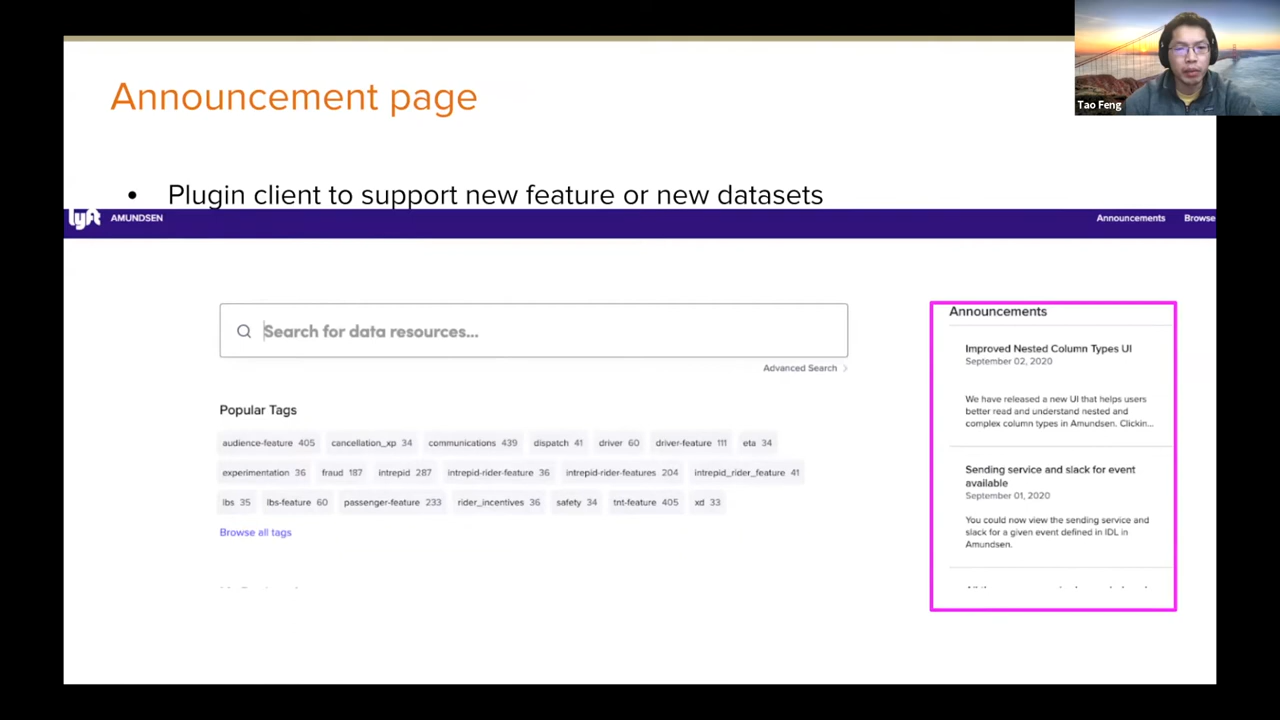 Announcement page
Tao Feng
• Plugin client to support new feature or new datasets
lyft AMUNDSEN Announcements Browse
Search for data resources...
Advanced Search
Popular Tags
audience-feature 405 cancellation_xp 34 communications 439 dispatch 41 driver 60 driver-feature 111 eta 34
experimentation 36 fraud 187 intrepid 287 intrepid-rider-feature 36 intrepid-rider-features 204 intrepid_rider_feature 41
lbs 35 lbs-feature 60 passenger-feature 233 rider_incentives 36 safety 34 tnt-feature 405 xd 33
Browse all tags
Announcements
Improved Nested Column Types UI
September 02, 2020
We have released a new UI that helps users
better read and understand nested and
complex column types in Amundsen. Clickin...
Sending service and slack for event
available
September 01, 2020
You could now view the sending service and
slack for a given event defined in IDL in
Amundsen.